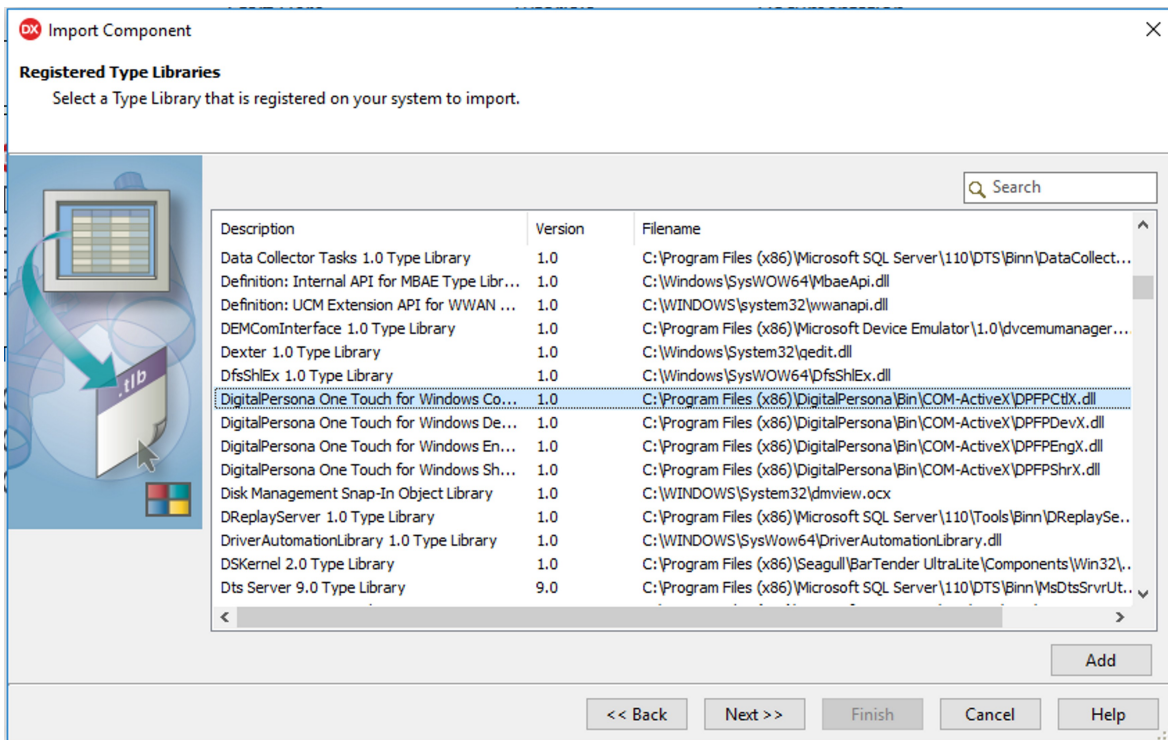 DX Import Component
Registered Type Libraries
Select a Type Library that is registered on your system to import.
Search
Description Version Filename
Data Collector Tasks 1.0 Type Library 1.0 C:\Program Files (x86)\Microsoft SQL Server\110\DTS\Binn\DataCollect...
Definition: Internal API for MBAE Type Libr... 1.0 C:\Windows\SysWOW64\MbaeApi.dll
Definition: UCM Extension API for WWAN ... 1.0 C:\WINDOWS\system32\wwanapi.dll
DEMComInterface 1.0 Type Library 1.0 C:\Program Files (x86)\Microsoft Device Emulator\1.0\dvcemumanager...
Dexter 1.0 Type Library 1.0 C:\Windows\System32\qedit.dll
DfsShlEx 1.0 Type Library 1.0 C:\Windows\SysWOW64\DfsShlEx.dll
DigitalPersona One Touch for Windows Co... 1.0 C:\Program Files (x86)\DigitalPersona\Bin\COM-ActiveX\DPFPCtlX.dll
DigitalPersona One Touch for Windows De... 1.0 C:\Program Files (x86)\DigitalPersona\Bin\COM-ActiveX\DPFPDevX.dll
DigitalPersona One Touch for Windows En... 1.0 C:\Program Files (x86)\DigitalPersona\Bin\COM-ActiveX\DPFPEngX.dll
DigitalPersona One Touch for Windows Sh... 1.0 C:\Program Files (x86)\DigitalPersona\Bin\COM-ActiveX\DPFPShrX.dll
Disk Management Snap-In Object Library 1.0 C:\WINDOWS\System32\dmview.ocx
DReplayServer 1.0 Type Library 1.0 C:\Program Files (x86)\Microsoft SQL Server\110\Tools\Binn\DReplaySe...
DriverAutomationLibrary 1.0 Type Library 1.0 C:\WINDOWS\SysWow64\DriverAutomationLibrary.dll
DSKernel 2.0 Type Library 1.0 C:\Program Files (x86)\Seagull\BarTender UltraLite\Components\Win32\...
Dts Server 9.0 Type Library 9.0 C:\Program Files (x86)\Microsoft SQL Server\110\DTS\Binn\MsDtsSrvrUt...
.tlb
Add
<< Back Next >> Finish Cancel Help